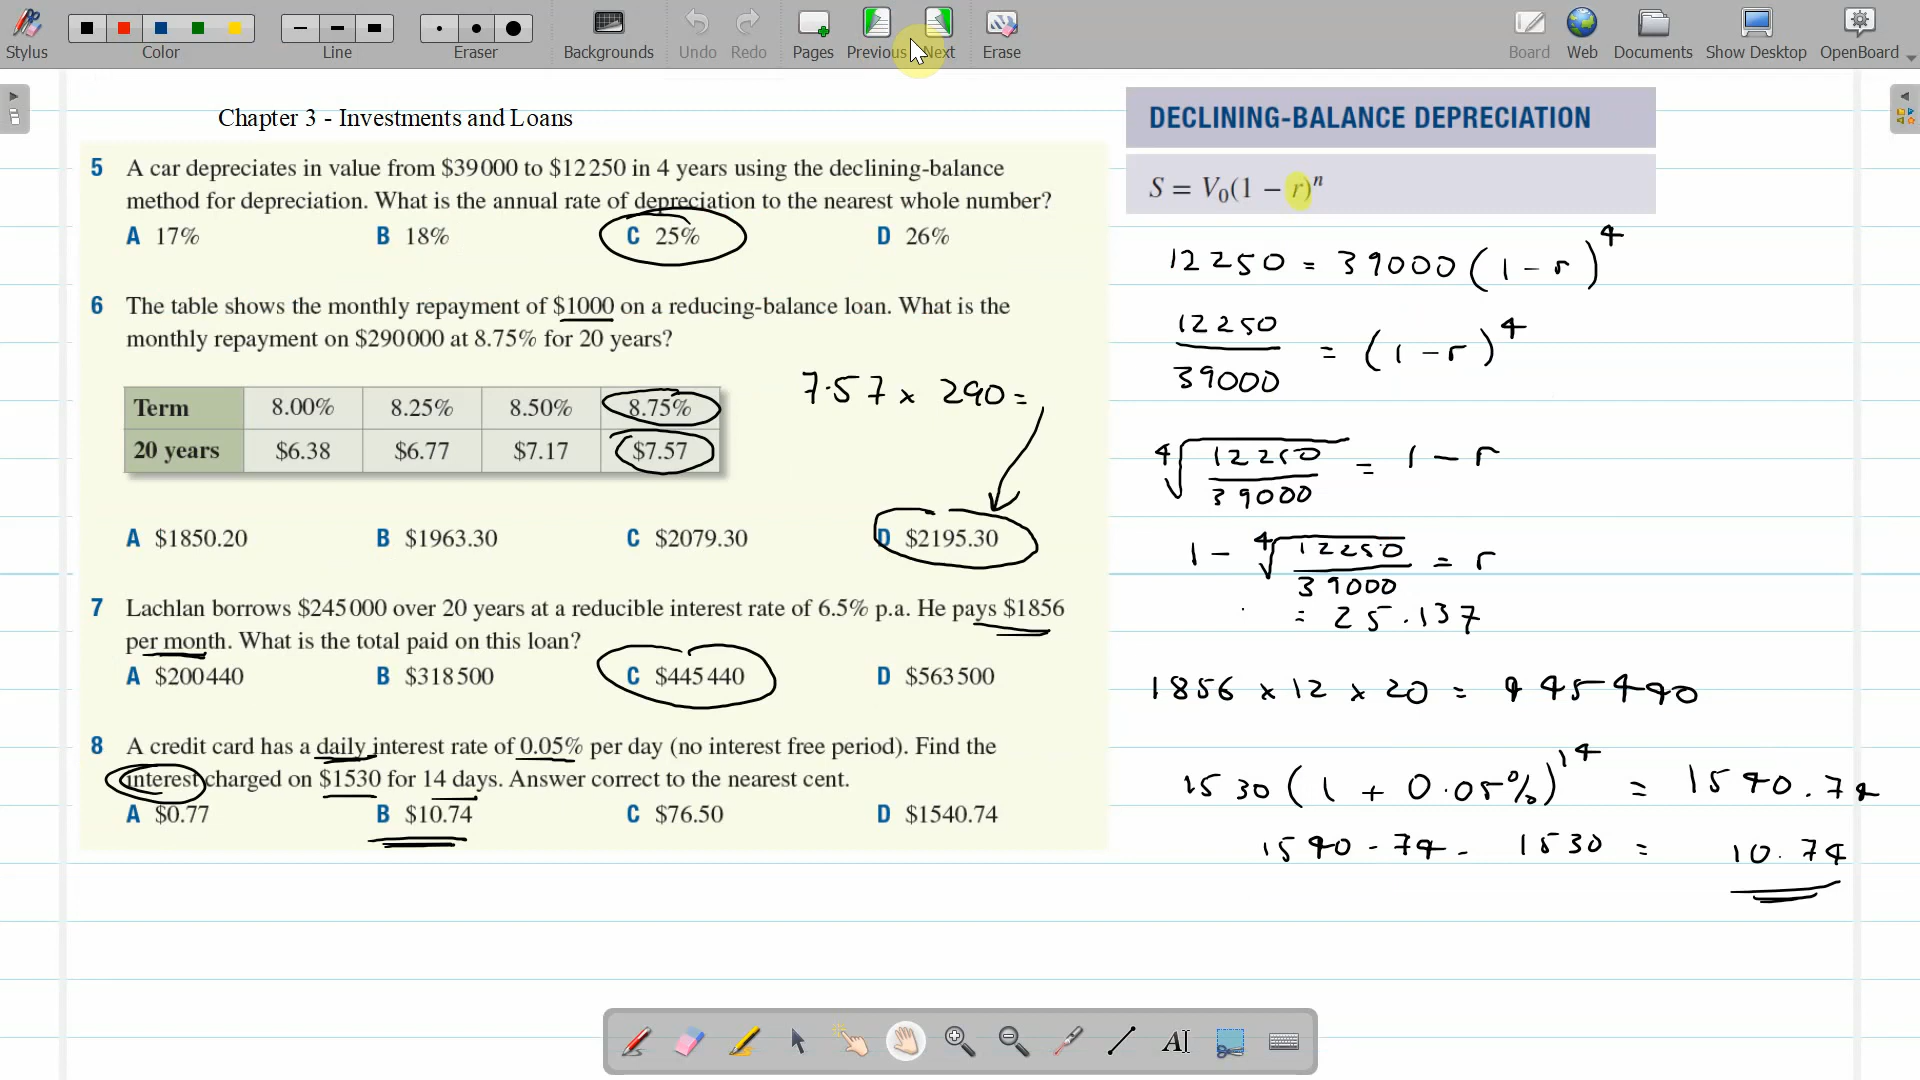 Stylus Color Line Eraser Backgrounds Undo Redo Pages Previous Next Erase Board Web Documents Show Desktop OpenBoard
Chapter 3 - Investments and Loans
5 A car depreciates in value from $39000 to $12250 in 4 years using the declining-balance
method for depreciation. What is the annual rate of depreciation to the nearest whole number?
A 17% B 18% C 25% D 26%
6 The table shows the monthly repayment of $1000 on a reducing-balance loan. What is the
monthly repayment on $290000 at 8.75% for 20 years?
Term 8.00% 8.25% 8.50% 8.75%
20 years $6.38 $6.77 $7.17 $7.57
7.57 × 290 =
A $1850.20 B $1963.30 C $2079.30 D $2195.30
7 Lachlan borrows $245000 over 20 years at a reducible interest rate of 6.5% p.a. He pays $1856
per month. What is the total paid on this loan?
A $200440 B $318500 C $445440 D $563500
8 A credit card has a daily interest rate of 0.05% per day (no interest free period). Find the
interest charged on $1530 for 14 days. Answer correct to the nearest cent.
A $0.77 B $10.74 C $76.50 D $1540.74
DECLINING-BALANCE DEPRECIATION
S = V₀(1 − r)ⁿ
12250 = 39000 (1 - r)⁴
12250
39000
= (1 - r)⁴
4√ 12250
39000
= 1 - r
1 - 4√ 12250
39000
= r
= 25.137
1856 × 12 × 20 = 445440
1530 (1 + 0.05%)¹⁴ = 1540.74
1540.74 - 1530 = 10.74
AI